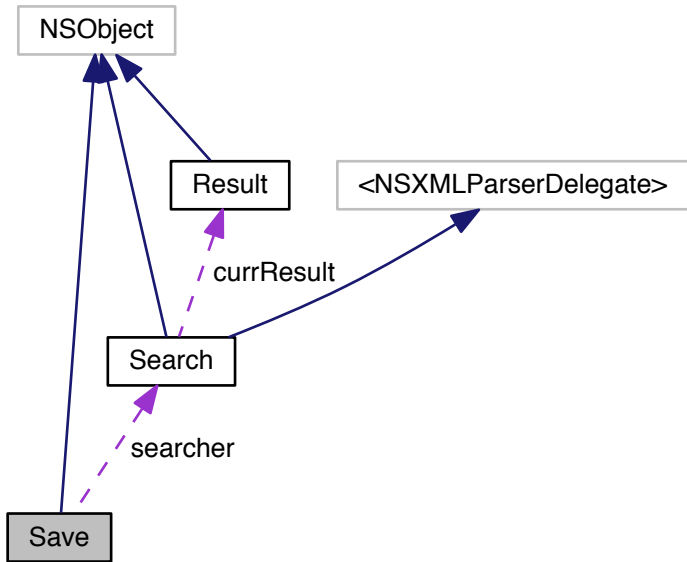 NSObject
Result
<NSXMLParserDelegate>
currResult
Search
searcher
Save